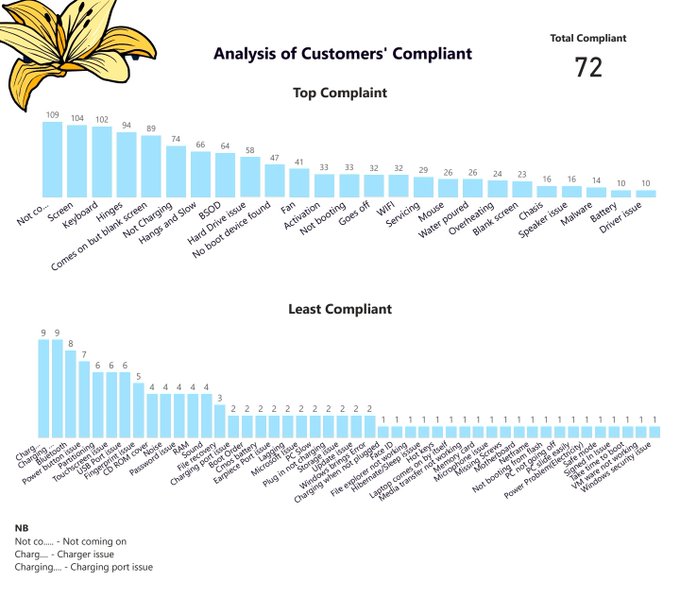 Analysis of Customers' Compliant
Total Compliant
72
Top Complaint
109 104 102 94 89 74 66 64 58 47 41 33 33 32 32 29 26 26 24 23 16 16 14 10 10
Not co...
Screen
Keyboard
Hinges
Comes on but blank screen
Not Charging
Hangs and Slow
BSOD
Hard Drive issue
No boot device found
Fan
Activation
Not booting
Goes off
WIFI
Servicing
Mouse
Water poured
Overheating
Blank screen
Chasis
Speaker issue
Malware
Battery
Driver issue
Least Compliant
9 9 8 7 6 6 6 5 4 4 4 4 4 3 2 2 2 2 2 2 2 2 2 2 2 1 1 1 1 1 1 1 1 1 1 1 1 1 1 1 1 1 1 1 1 1
Charg...
Charging ...
Bluetooth
Power button issue
Partitioning
Touchscreen issue
USB Port issue
Fingerprint issue
CD ROM cover
Noise
Password issue
RAM
Sound
File recovery
Charging port issue
Boot Order
Cmos battery
Earpiece Port issue
Lagging
Microsoft issue
PC Slow
Plug in not charging
Storage issue
Update issue
Windows brings Error
Charging when not plugged
Face ID
File explorer not working
Hibernate/Sleep issue
Hot keys
Laptop comes on by itself
Media transfer not working
Memory card
Microphone issue
Missing Screws
Motherboard
Netframe
Not booting from flash
PC not going off
PC slide easily
Power Problem(Electricity)
Safe mode
Signed in Issue
Take time to boot
VM ware not working
Windows security issue
NB
Not co..... - Not coming on
Charg.... - Charger issue
Charging.... - Charging port issue